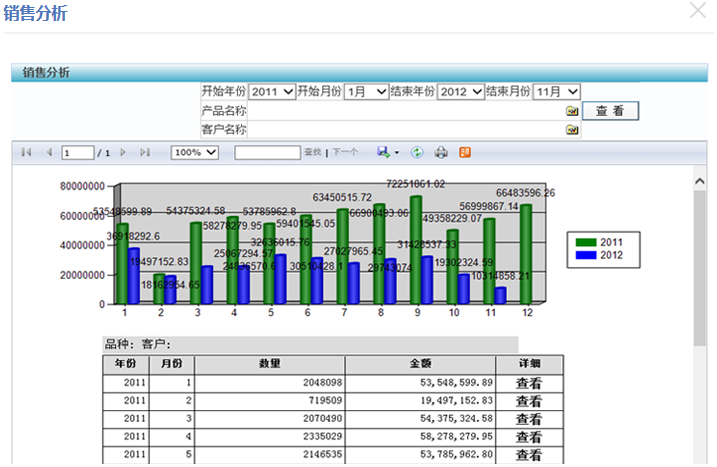 销售分析
销售分析
开始年份 2011 开始月份 1月 结束年份 2012 结束月份 11月
产品名称 查 看
客户名称
1 / 1 100% 查找 | 下一个
80000000
60000000
40000000
20000000
0
53548599.89
36918292.6
19497152.83
18162954.65
54375324.58
58278279.95
25067294.57
24836570.6
53785962.8
32636015.76
59401545.05
30510428.1
63450515.72
27027965.45
66900493.06
29743074
72251061.02
31428537.33
49358229.07
19302324.59
56999867.14
10314858.21
66483596.26
1 2 3 4 5 6 7 8 9 10 11 12
2011
2012
品种: 客户:
年份 月份 数量 金额 详细
2011 1 2048098 53,548,599.89 查看
2011 2 719509 19,497,152.83 查看
2011 3 2070490 54,375,324.58 查看
2011 4 2335029 58,278,279.95 查看
2011 5 2146535 53,785,962.80 查看